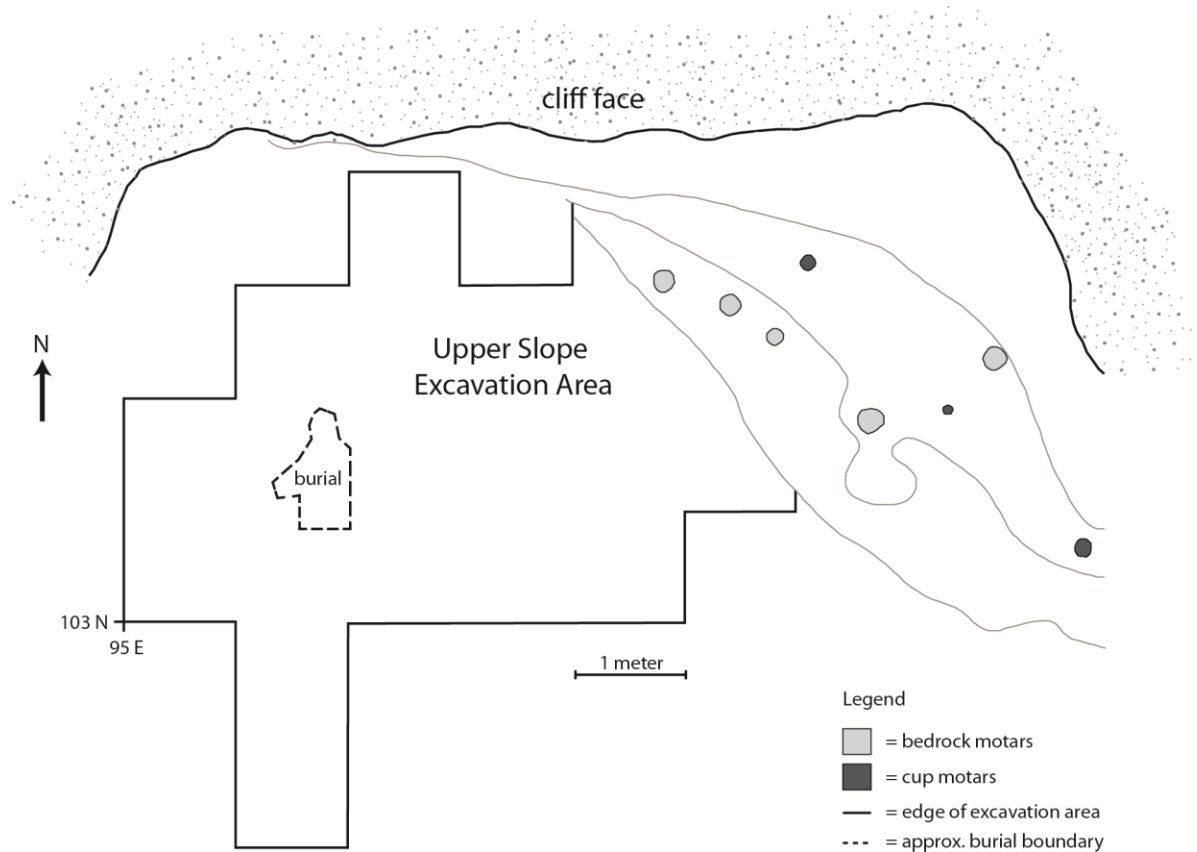 cliff face
N
Upper Slope
Excavation Area
burial
103 N
95 E
1 meter
Legend
= bedrock motars
= cup motars
= edge of excavation area
= approx. burial boundary